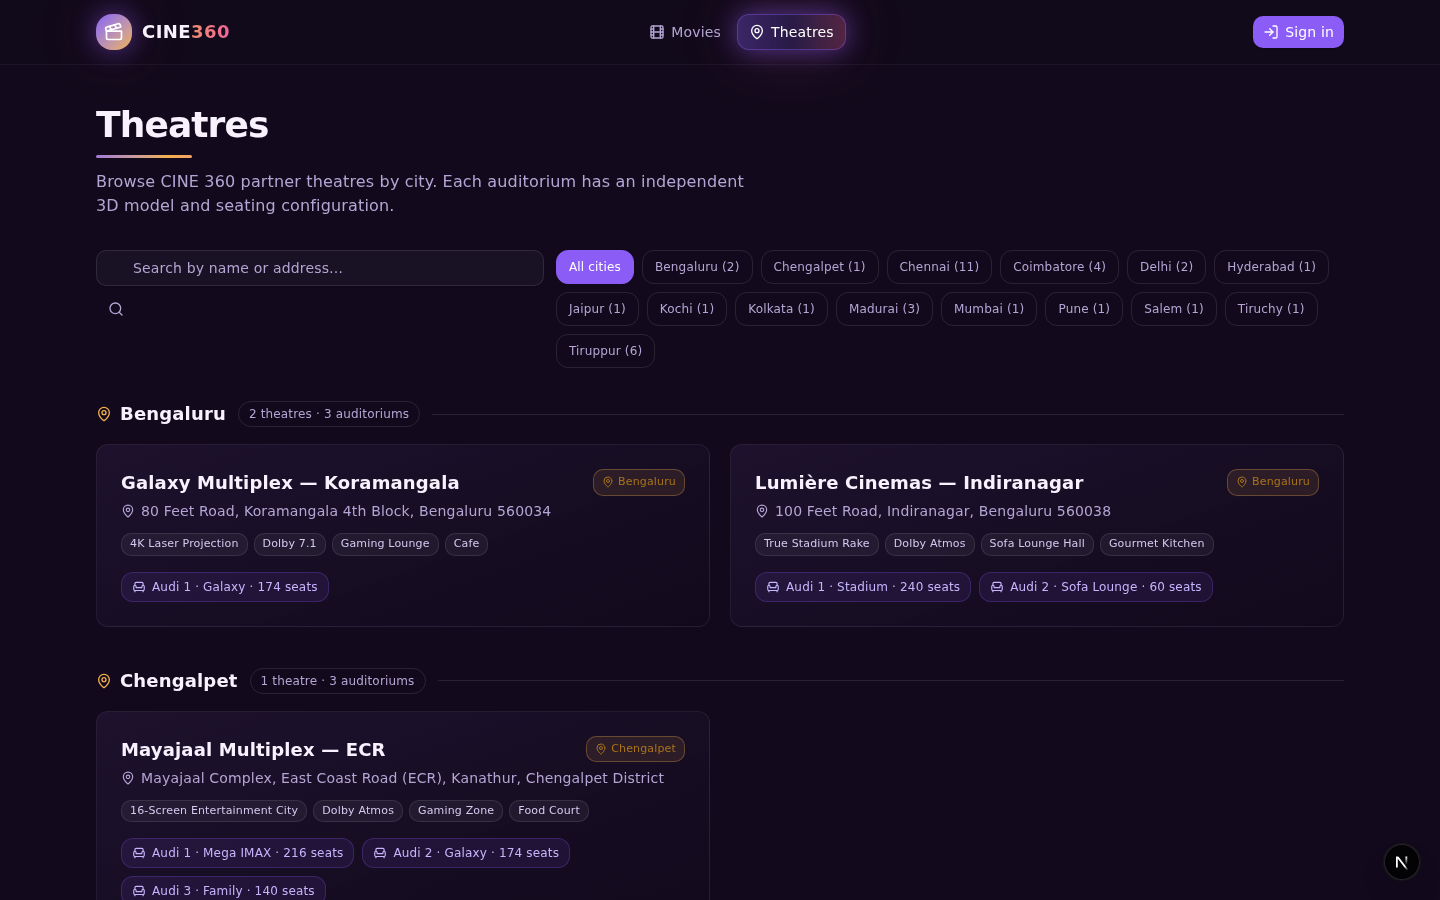 CINE360
Movies
Theatres
Sign in
Theatres
Browse CINE 360 partner theatres by city. Each auditorium has an independent
3D model and seating configuration.
Search by name or address...
All cities
Bengaluru (2)
Chengalpet (1)
Chennai (11)
Coimbatore (4)
Delhi (2)
Hyderabad (1)
Jaipur (1)
Kochi (1)
Kolkata (1)
Madurai (3)
Mumbai (1)
Pune (1)
Salem (1)
Tiruchy (1)
Tiruppur (6)
Bengaluru
2 theatres · 3 auditoriums
Galaxy Multiplex — Koramangala
Bengaluru
80 Feet Road, Koramangala 4th Block, Bengaluru 560034
4K Laser Projection
Dolby 7.1
Gaming Lounge
Cafe
Audi 1 · Galaxy · 174 seats
Lumière Cinemas — Indiranagar
Bengaluru
100 Feet Road, Indiranagar, Bengaluru 560038
True Stadium Rake
Dolby Atmos
Sofa Lounge Hall
Gourmet Kitchen
Audi 1 · Stadium · 240 seats
Audi 2 · Sofa Lounge · 60 seats
Chengalpet
1 theatre · 3 auditoriums
Mayajaal Multiplex — ECR
Chengalpet
Mayajaal Complex, East Coast Road (ECR), Kanathur, Chengalpet District
16-Screen Entertainment City
Dolby Atmos
Gaming Zone
Food Court
Audi 1 · Mega IMAX · 216 seats
Audi 2 · Galaxy · 174 seats
Audi 3 · Family · 140 seats
N